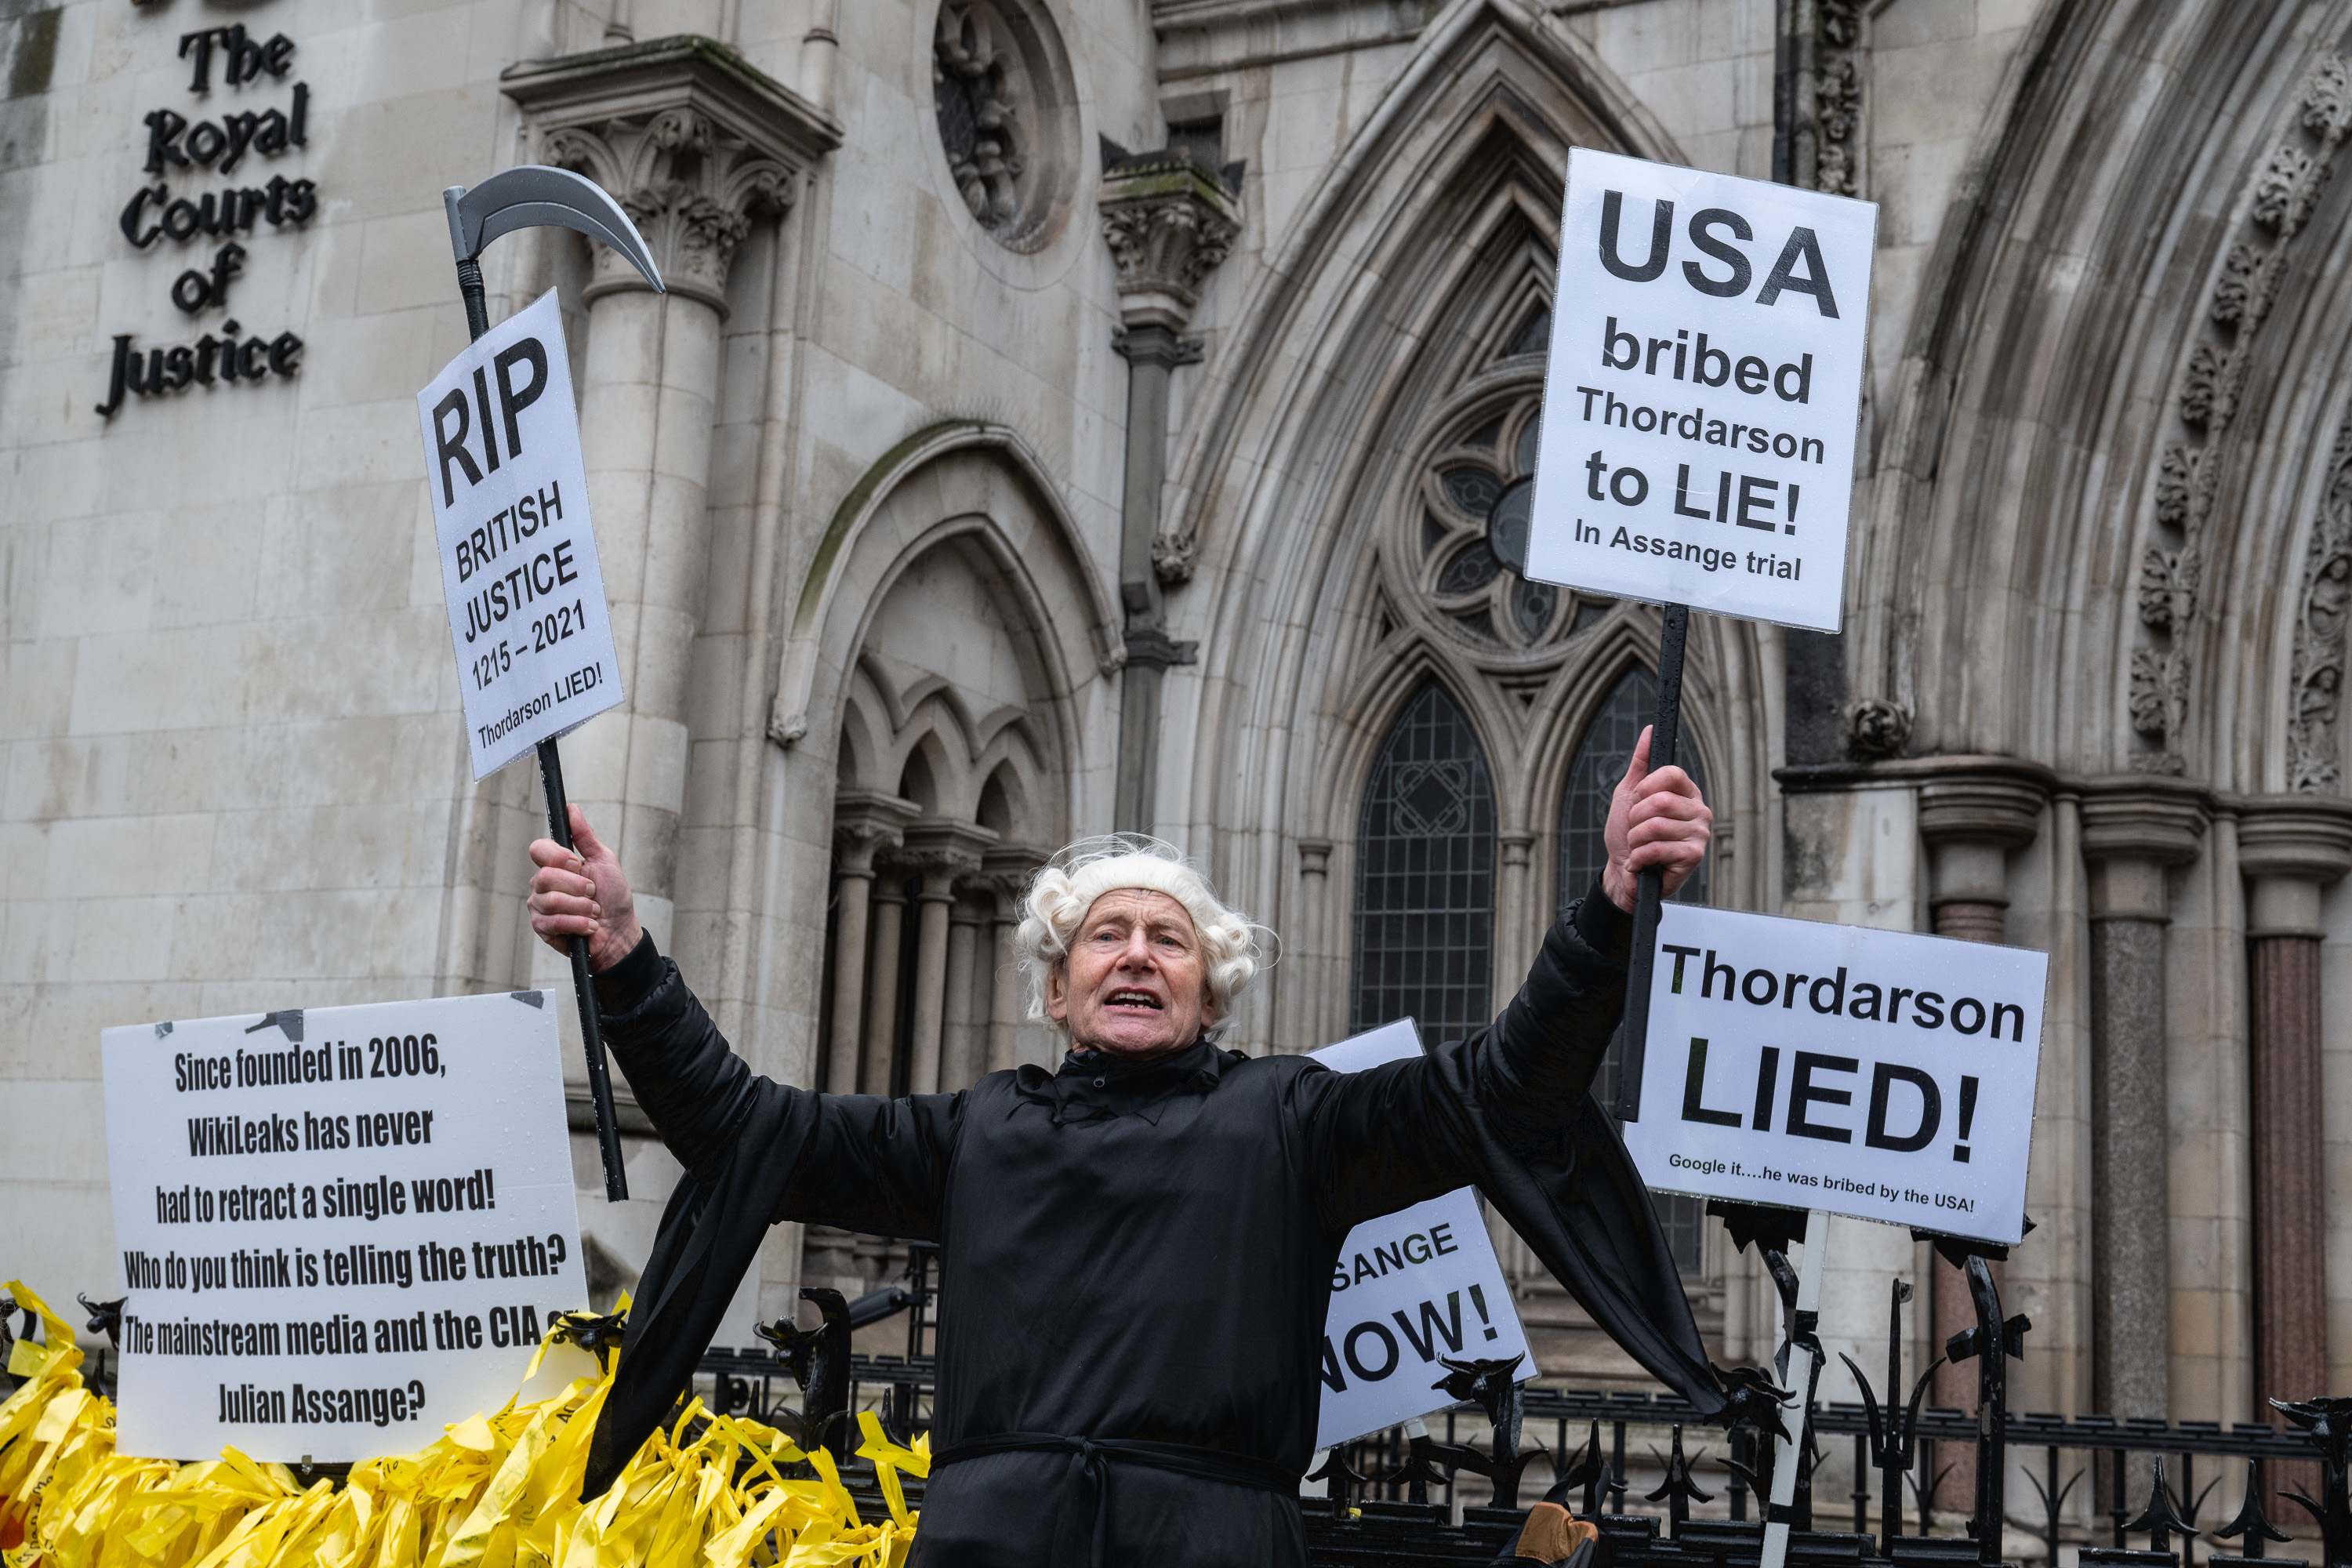 The
Royal
Courts
of
Justice
RIP
BRITISH
JUSTICE
1215 – 2021
Thordarson LIED!
USA
bribed
Thordarson
to LIE!
In Assange trial
Since founded in 2006,
WikiLeaks has never
had to retract a single word!
Who do you think is telling the truth?
The mainstream media and the CIA
Julian Assange?
Thordarson
LIED!
Google it....he was bribed by the USA!
SANGE
NOW!